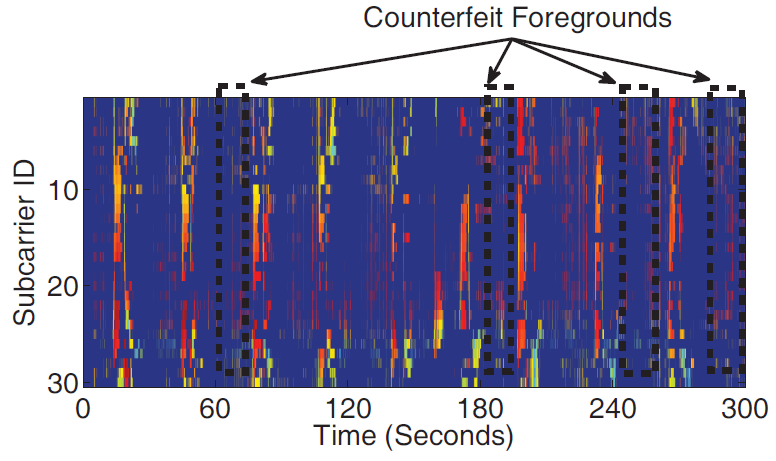 Counterfeit Foregrounds
Subcarrier ID
10
20
30
0 60 120 180 240 300
Time (Seconds)